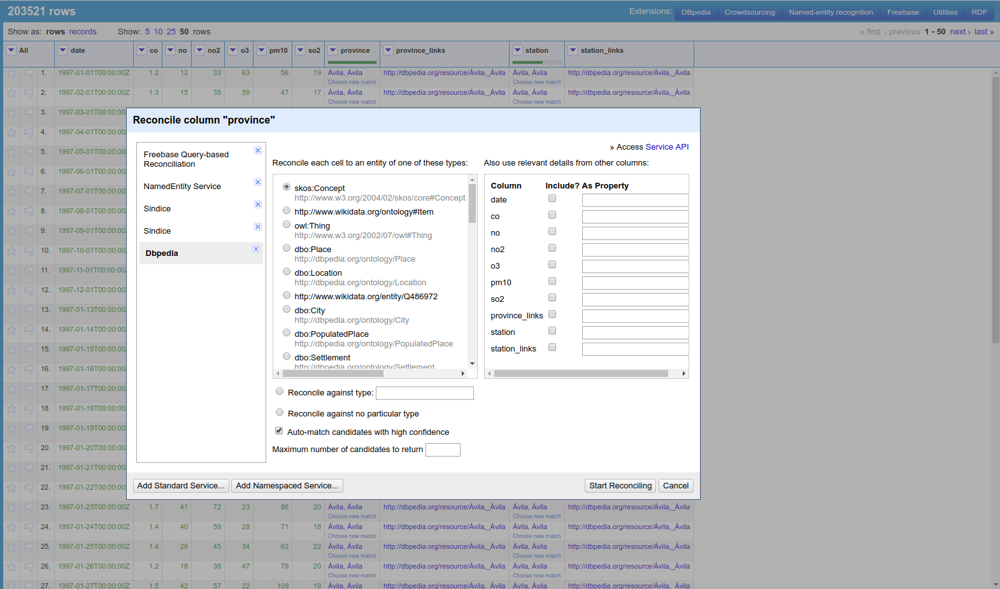 203521 rows
Extensions: DBpedia Crowdsourcing Named-entity recognition Freebase Utilities RDF
Show as: rows records Show: 5 10 25 50 rows « first ‹ previous 1 - 50 next › last »
All date co no no2 o3 pm10 so2 province province_links station station_links
1. 1997-01-01T00:00:00Z 1.2 12 33 63 56 19 Ávila, Ávila http://dbpedia.org/resource/Ávila,_Ávila Ávila, Ávila http://dbpedia.org/resource/Ávila,_Ávila
Choose new match Choose new match
2. 1997-02-01T00:00:00Z 1.3 15 35 59 47 17 Ávila, Ávila http://dbpedia.org/resource/Ávila,_Ávila Ávila, Ávila http://dbpedia.org/resource/Ávila,_Ávila
Choose new match Choose new match
3. 1997-03-01T00:00:00
4. 1997-04-01T00:00:00
5. 1997-05-01T00:00:00
6. 1997-06-01T00:00:00
7. 1997-07-01T00:00:00
8. 1997-08-01T00:00:00
9. 1997-09-01T00:00:00
10. 1997-10-01T00:00:00
11. 1997-11-01T00:00:00
12. 1997-12-01T00:00:00
13. 1997-01-13T00:00:00
14. 1997-01-14T00:00:00
15. 1997-01-15T00:00:00
16. 1997-01-16T00:00:00
17. 1997-01-17T00:00:00
18. 1997-01-18T00:00:00
19. 1997-01-19T00:00:00
20. 1997-01-20T00:00:00
21. 1997-01-21T00:00:00
22. 1997-01-22T00:00:00
Reconcile column "province"
Freebase Query-based
Reconciliation
NamedEntity Service
Sindice
Sindice
Dbpedia
» Access Service API
Reconcile each cell to an entity of one of these types:
skos:Concept
http://www.w3.org/2004/02/skos/core#Concept
http://www.wikidata.org/ontology#Item
owl:Thing
http://www.w3.org/2002/07/owl#Thing
dbo:Place
http://dbpedia.org/ontology/Place
dbo:Location
http://dbpedia.org/ontology/Location
http://www.wikidata.org/entity/Q486972
dbo:City
http://dbpedia.org/ontology/City
dbo:PopulatedPlace
http://dbpedia.org/ontology/PopulatedPlace
dbo:Settlement
http://dbpedia.org/ontology/Settlement
Also use relevant details from other columns:
Column Include? As Property
date
co
no
no2
o3
pm10
so2
province_links
station
station_links
Reconcile against type:
Reconcile against no particular type
Auto-match candidates with high confidence
Maximum number of candidates to return
Add Standard Service... Add Namespaced Service... Start Reconciling Cancel
23. 1997-01-23T00:00:00Z 1.7 41 72 23 86 20 Ávila, Ávila http://dbpedia.org/resource/Ávila,_Ávila Ávila, Ávila http://dbpedia.org/resource/Ávila,_Ávila
Choose new match Choose new match
24. 1997-01-24T00:00:00Z 1.4 40 59 28 71 18 Ávila, Ávila http://dbpedia.org/resource/Ávila,_Ávila Ávila, Ávila http://dbpedia.org/resource/Ávila,_Ávila
Choose new match Choose new match
25. 1997-01-25T00:00:00Z 1.4 26 45 34 63 22 Ávila, Ávila http://dbpedia.org/resource/Ávila,_Ávila Ávila, Ávila http://dbpedia.org/resource/Ávila,_Ávila
Choose new match Choose new match
26. 1997-01-26T00:00:00Z 1.2 18 38 47 79 20 Ávila, Ávila http://dbpedia.org/resource/Ávila,_Ávila Ávila, Ávila http://dbpedia.org/resource/Ávila,_Ávila
Choose new match Choose new match
27. 1997-01-27T00:00:00Z 1.5 42 57 22 109 19 Ávila, Ávila http://dbpedia.org/resource/Ávila,_Ávila Ávila, Ávila http://dbpedia.org/resource/Ávila,_Ávila